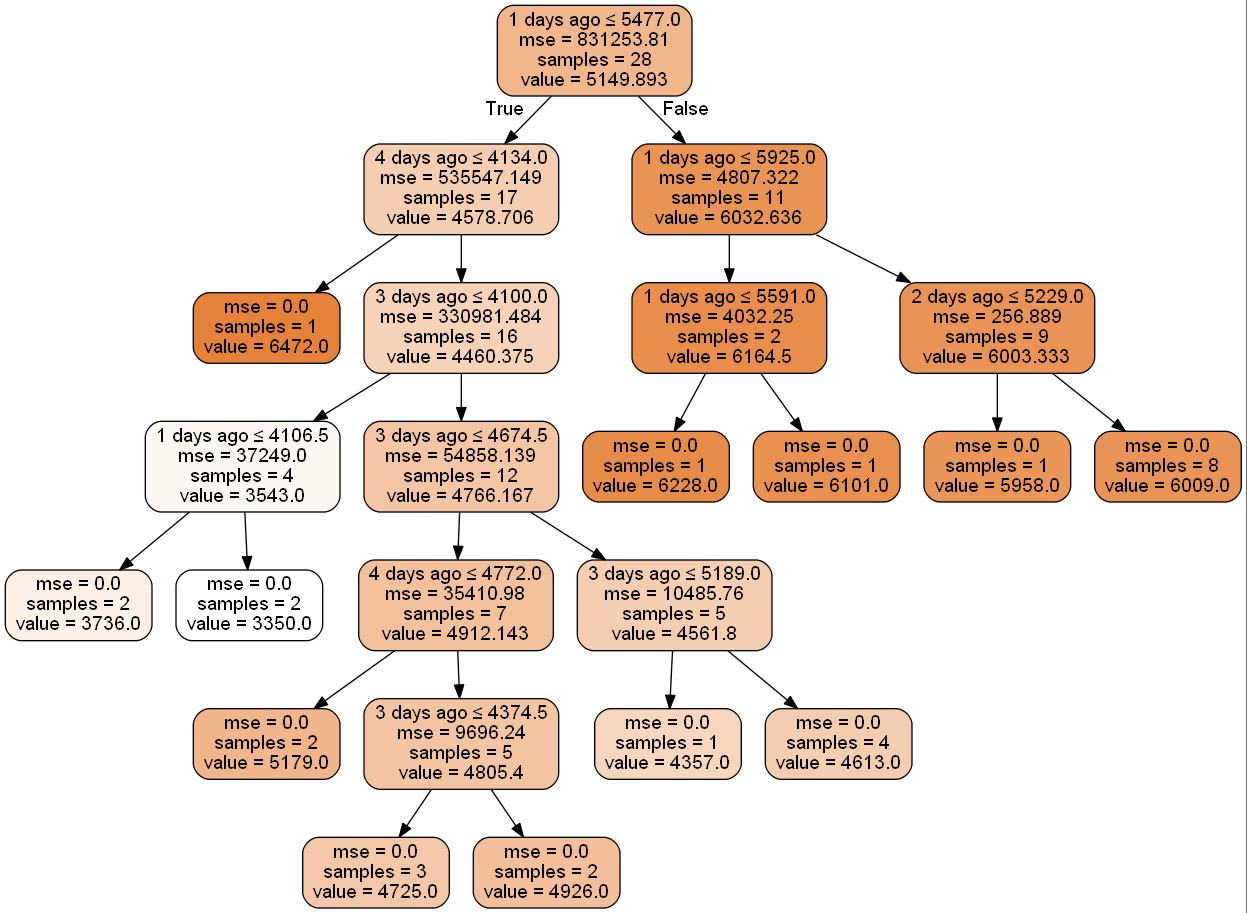 1 days ago ≤ 5477.0
mse = 831253.81
samples = 28
value = 5149.893
True
False
4 days ago ≤ 4134.0
mse = 535547.149
samples = 17
value = 4578.706
1 days ago ≤ 5925.0
mse = 4807.322
samples = 11
value = 6032.636
mse = 0.0
samples = 1
value = 6472.0
3 days ago ≤ 4100.0
mse = 330981.484
samples = 16
value = 4460.375
1 days ago ≤ 5591.0
mse = 4032.25
samples = 2
value = 6164.5
2 days ago ≤ 5229.0
mse = 256.889
samples = 9
value = 6003.333
1 days ago ≤ 4106.5
mse = 37249.0
samples = 4
value = 3543.0
3 days ago ≤ 4674.5
mse = 54858.139
samples = 12
value = 4766.167
mse = 0.0
samples = 1
value = 6228.0
mse = 0.0
samples = 1
value = 6101.0
mse = 0.0
samples = 1
value = 5958.0
mse = 0.0
samples = 8
value = 6009.0
mse = 0.0
samples = 2
value = 3736.0
mse = 0.0
samples = 2
value = 3350.0
4 days ago ≤ 4772.0
mse = 35410.98
samples = 7
value = 4912.143
3 days ago ≤ 5189.0
mse = 10485.76
samples = 5
value = 4561.8
mse = 0.0
samples = 2
value = 5179.0
3 days ago ≤ 4374.5
mse = 9696.24
samples = 5
value = 4805.4
mse = 0.0
samples = 1
value = 4357.0
mse = 0.0
samples = 4
value = 4613.0
mse = 0.0
samples = 3
value = 4725.0
mse = 0.0
samples = 2
value = 4926.0